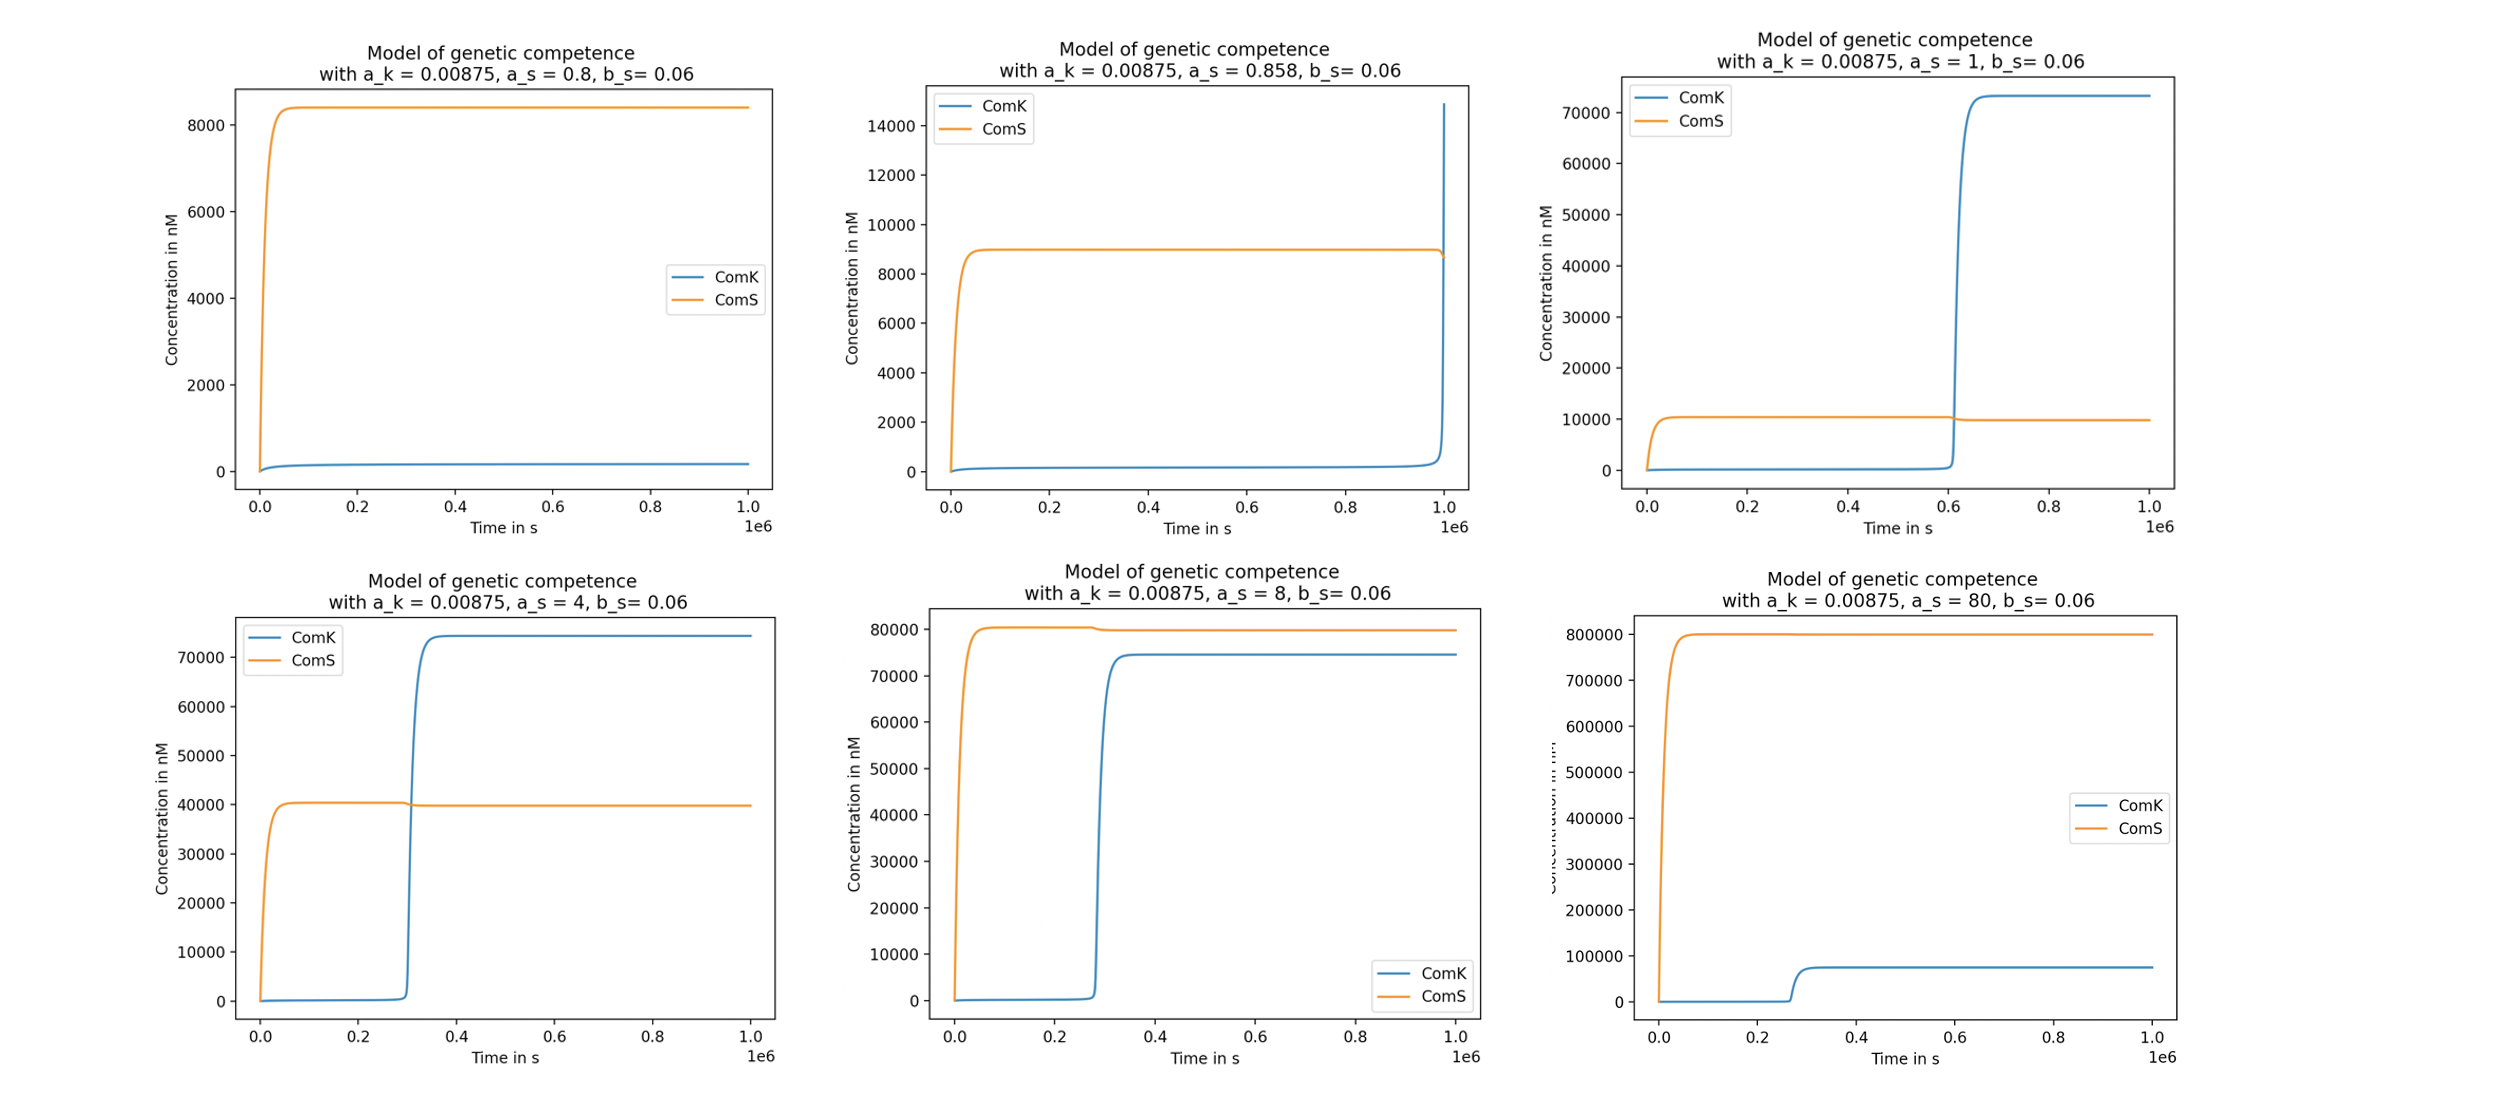 Model of genetic competence
with a_k = 0.00875, a_s = 0.8, b_s= 0.06
8000
6000
4000
2000
0
Concentration in nM
ComK
ComS
0.0 0.2 0.4 0.6 0.8 1.0
1e6
Time in s
Model of genetic competence
with a_k = 0.00875, a_s = 0.858, b_s= 0.06
ComK
ComS
14000
12000
10000
8000
6000
4000
2000
0
Concentration in nM
0.0 0.2 0.4 0.6 0.8 1.0
1e6
Time in s
Model of genetic competence
with a_k = 0.00875, a_s = 1, b_s= 0.06
ComK
ComS
70000
60000
50000
40000
30000
20000
10000
0
Concentration in nM
0.0 0.2 0.4 0.6 0.8 1.0
1e6
Time in s
Model of genetic competence
with a_k = 0.00875, a_s = 4, b_s= 0.06
ComK
ComS
70000
60000
50000
40000
30000
20000
10000
0
Concentration in nM
0.0 0.2 0.4 0.6 0.8 1.0
1e6
Time in s
Model of genetic competence
with a_k = 0.00875, a_s = 8, b_s= 0.06
80000
70000
60000
50000
40000
30000
20000
10000
0
Concentration in nM
ComK
ComS
0.0 0.2 0.4 0.6 0.8 1.0
1e6
Time in s
Model of genetic competence
with a_k = 0.00875, a_s = 80, b_s= 0.06
800000
700000
600000
500000
400000
300000
200000
100000
0
Concentration in nM
ComK
ComS
0.0 0.2 0.4 0.6 0.8 1.0
1e6
Time in s